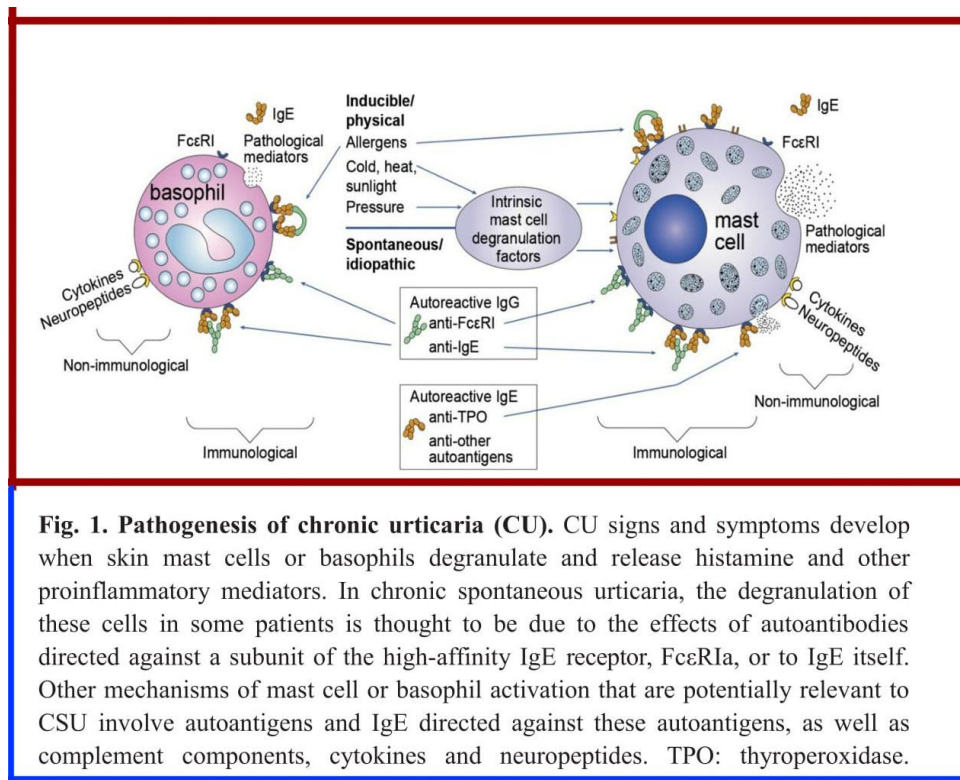 IgE
FcεRI
Pathological
mediators
basophil
Cytokines
Neuropeptides
Non-immunological
Immunological
Inducible/
physical
Allergens
Cold, heat,
sunlight
Pressure
Spontaneous/
idiopathic
Intrinsic
mast cell
degranulation
factors
Autoreactive IgG
anti-FcεRI
anti-IgE
Autoreactive IgE
anti-TPO
anti-other
autoantigens
IgE
FcεRI
mast
cell
Pathological
mediators
Cytokines
Neuropeptides
Non-immunological
Immunological
Fig. 1. Pathogenesis of chronic urticaria (CU). CU signs and symptoms develop
when skin mast cells or basophils degranulate and release histamine and other
proinflammatory mediators. In chronic spontaneous urticaria, the degranulation of
these cells in some patients is thought to be due to the effects of autoantibodies
directed against a subunit of the high-affinity IgE receptor, FcεRIa, or to IgE itself.
Other mechanisms of mast cell or basophil activation that are potentially relevant to
CSU involve autoantigens and IgE directed against these autoantigens, as well as
complement components, cytokines and neuropeptides. TPO: thyroperoxidase.